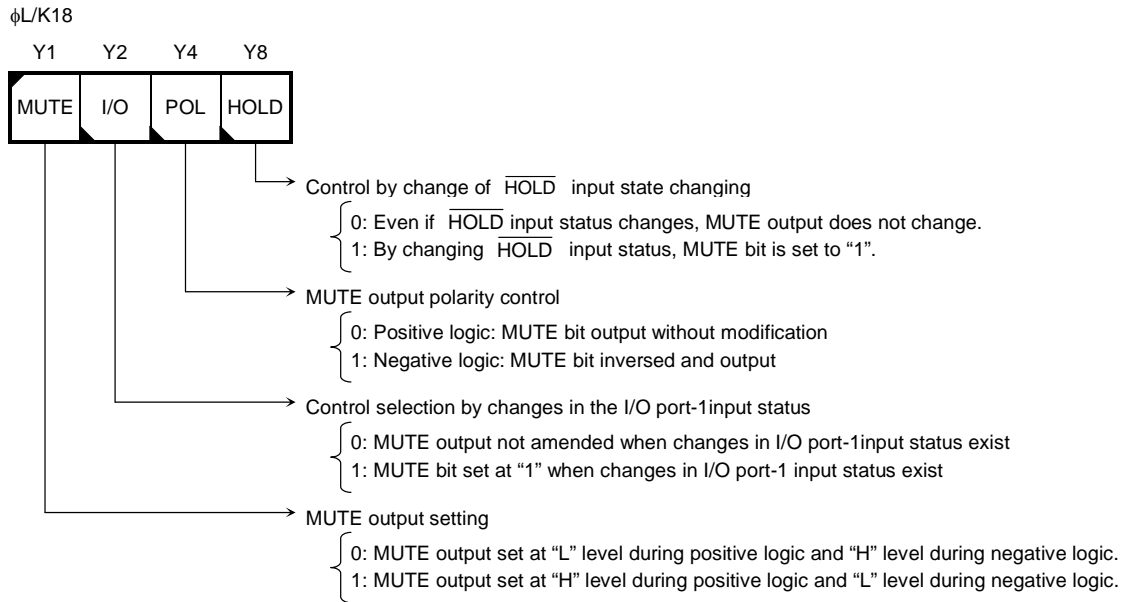 ϕL/K18
Y1 Y2 Y4 Y8
MUTE I/O POL HOLD
Control by change of HOLD input state changing
0: Even if HOLD input status changes, MUTE output does not change.
1: By changing HOLD input status, MUTE bit is set to “1”.
MUTE output polarity control
0: Positive logic: MUTE bit output without modification
1: Negative logic: MUTE bit inversed and output
Control selection by changes in the I/O port-1input status
0: MUTE output not amended when changes in I/O port-1input status exist
1: MUTE bit set at “1” when changes in I/O port-1 input status exist
MUTE output setting
0: MUTE output set at “L” level during positive logic and “H” level during negative logic.
1: MUTE output set at “H” level during positive logic and “L” level during negative logic.